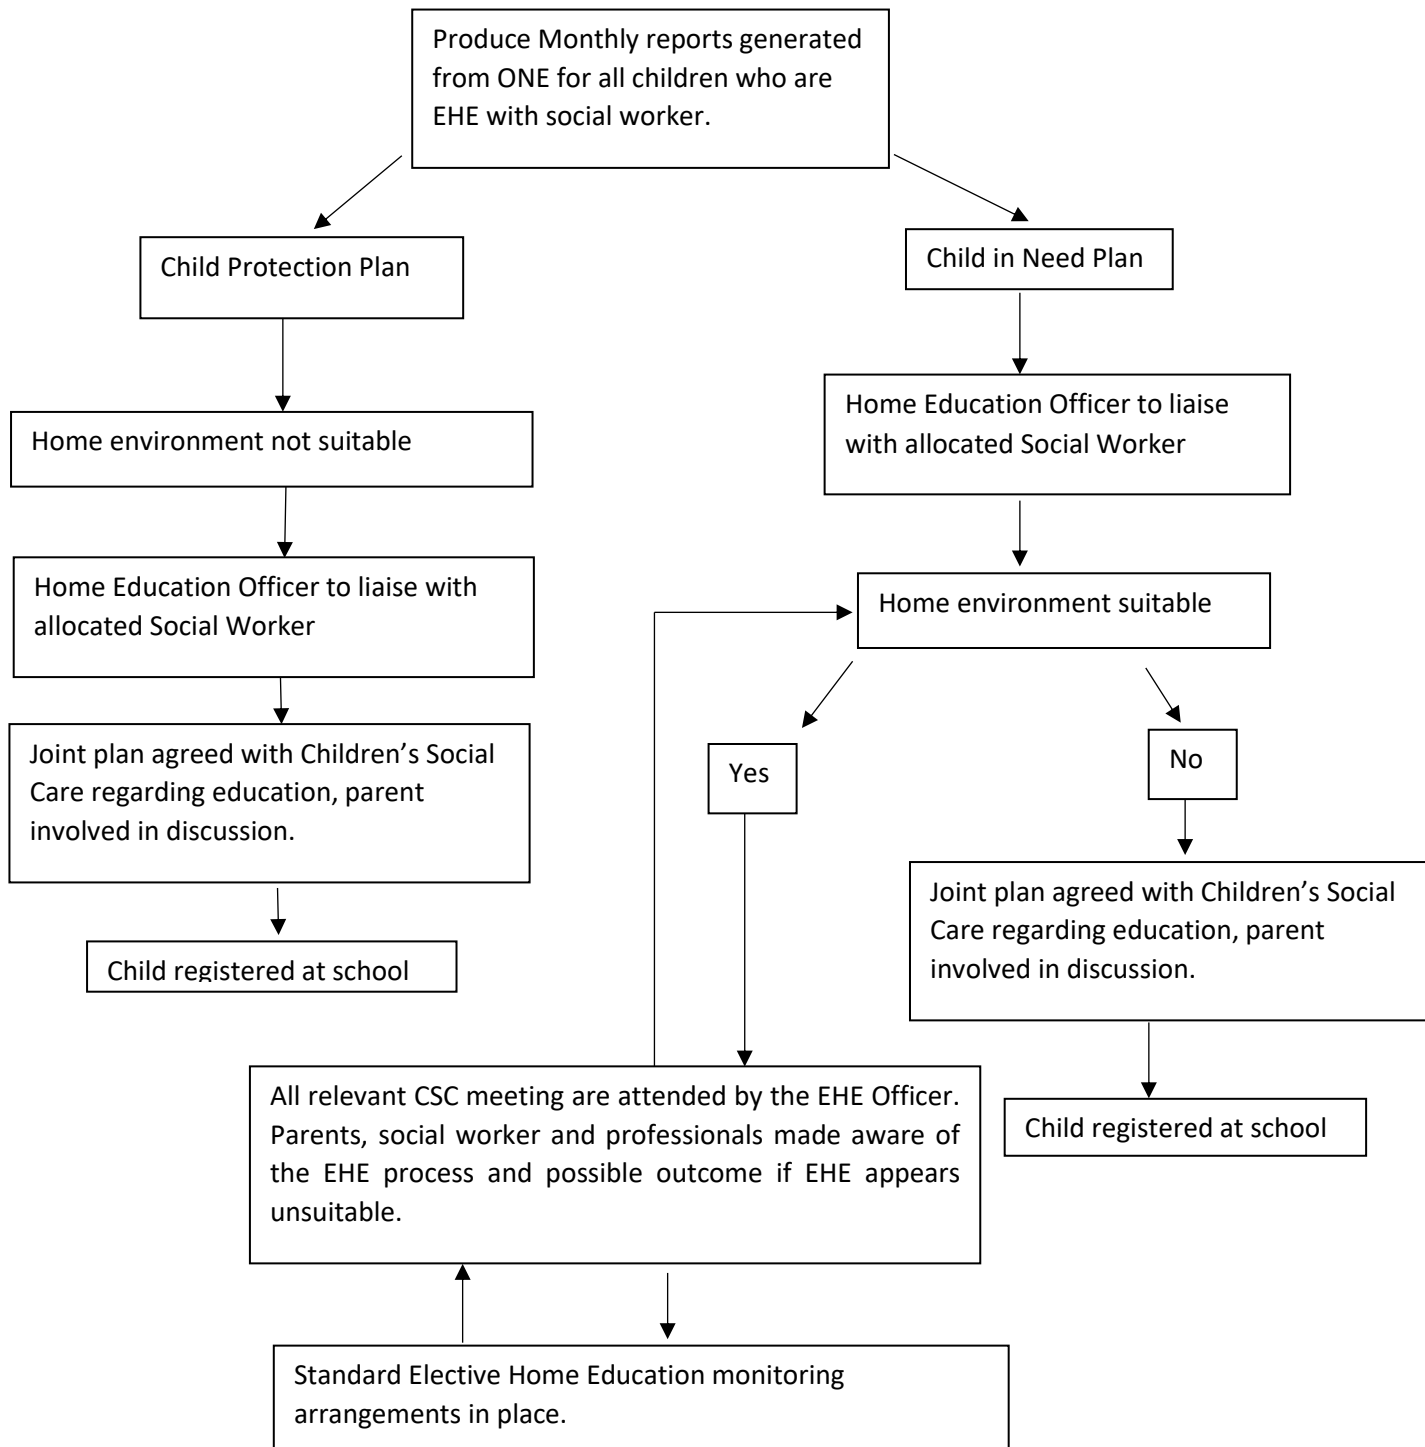 Produce Monthly reports generated
from ONE for all children who are
EHE with social worker.
Child Protection Plan
Child in Need Plan
Home environment not suitable
Home Education Officer to liaise
with allocated Social Worker
Home Education Officer to liaise with
allocated Social Worker
Home environment suitable
Joint plan agreed with Children’s Social
Care regarding education, parent
involved in discussion.
Yes
No
Child registered at school
Joint plan agreed with Children’s Social
Care regarding education, parent
involved in discussion.
All relevant CSC meeting are attended by the EHE Officer.
Parents, social worker and professionals made aware of
the EHE process and possible outcome if EHE appears
unsuitable.
Child registered at school
Standard Elective Home Education monitoring
arrangements in place.